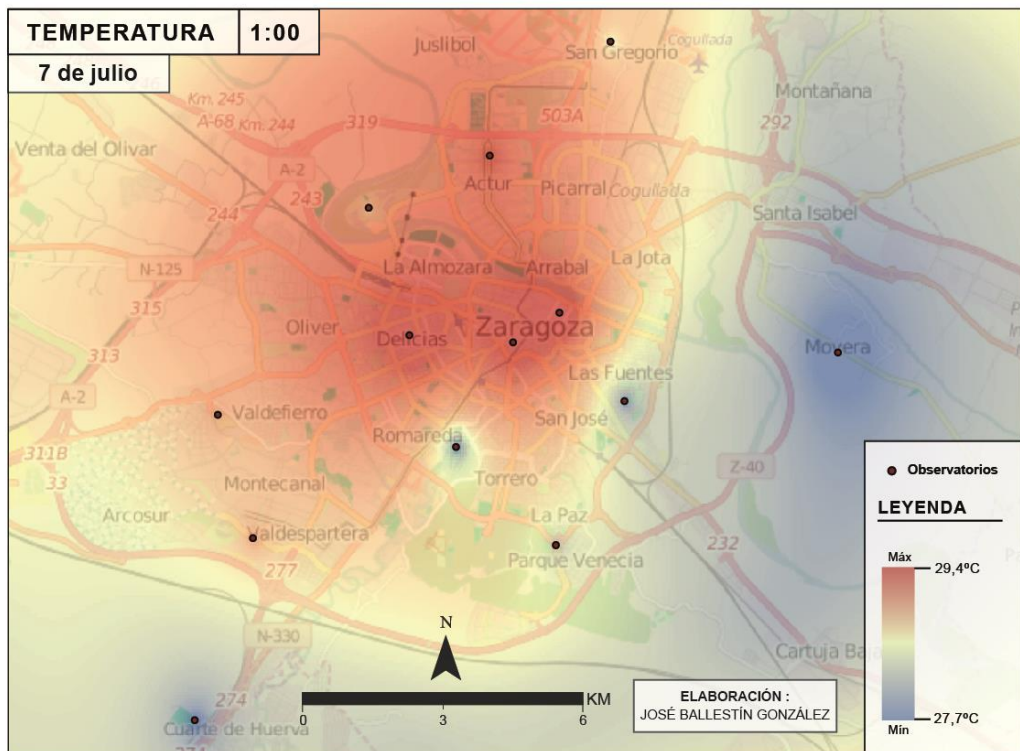 TEMPERATURA 1:00
7 de julio
Juslibol
San Gregorio
Cogullada
Montañana
Km. 245
A-68 Km. 244
319
503A
292
Venta del Olivar
A-2
243
Actur
Picarral
Cogullada
244
Santa Isabel
N-125
La Almozara
Arrabal
La Jota
315
Oliver
Delicias
Zaragoza
Movera
313
Las Fuentes
A-2
Valdefierro
San José
Romareda
311B
33
Montecanal
Torrero
Z-40
Arcosur
La Paz
Valdespartera
Parque Venecia
232
277
N-330
Cartuja Baja
274
Cuarte de Huerva
274
N
KM
0 3 6
ELABORACIÓN :
JOSÉ BALLESTÍN GONZÁLEZ
Observatorios
LEYENDA
Máx
29,4ºC
27,7ºC
Mín